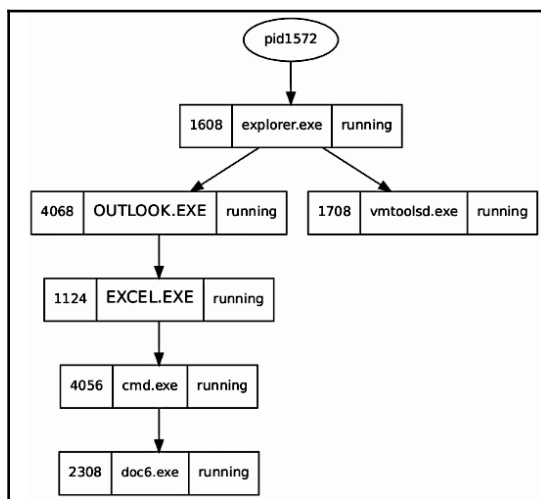 pid1572
1608 explorer.exe running
4068 OUTLOOK.EXE running 1708 vmtoolsd.exe running
1124 EXCEL.EXE running
4056 cmd.exe running
2308 doc6.exe running